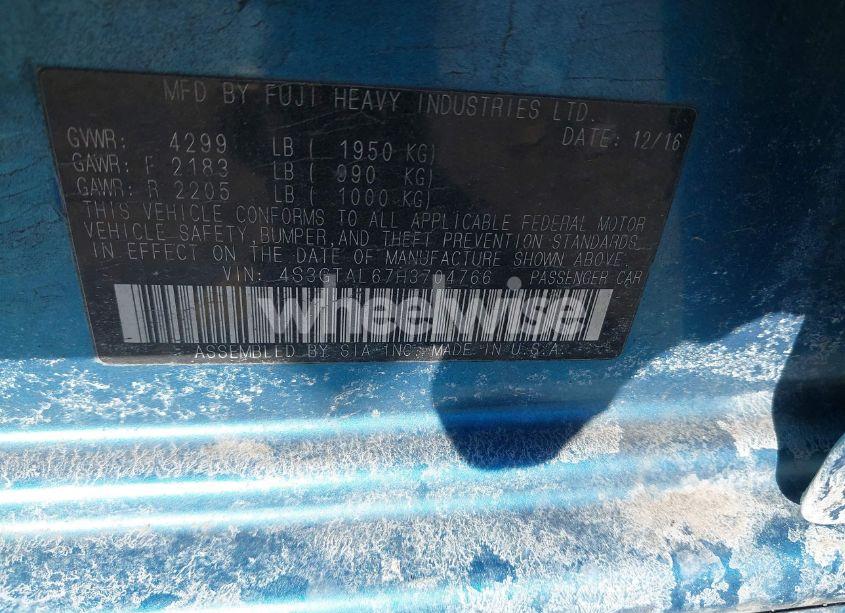 MFD BY FUJI HEAVY INDUSTRIES LTD.
DATE: 12/16
GVWR: 4299 LB ( 1950 KG)
GAWR: F 2183 LB ( 990 KG)
GAWR: R 2205 LB ( 1000 KG)
THIS VEHICLE CONFORMS TO ALL APPLICABLE FEDERAL MOTOR
VEHICLE SAFETY, BUMPER, AND THEFT PREVENTION STANDARDS
IN EFFECT ON THE DATE OF MANUFACTURE SHOWN ABOVE.
VIN: 4S3GTAL67H3704766 PASSENGER CAR
wheelwise
ASSEMBLED BY SIA INC. MADE IN U.S.A.